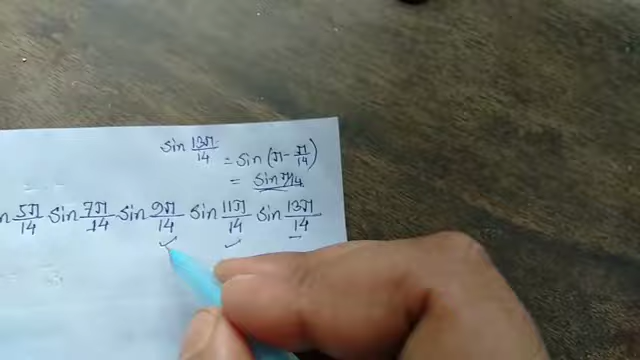 sin 13π/14 = sin (π - π/14)
= sin π/14
5π/14 sin 7π/14 sin 9π/14 sin 11π/14 sin 13π/14